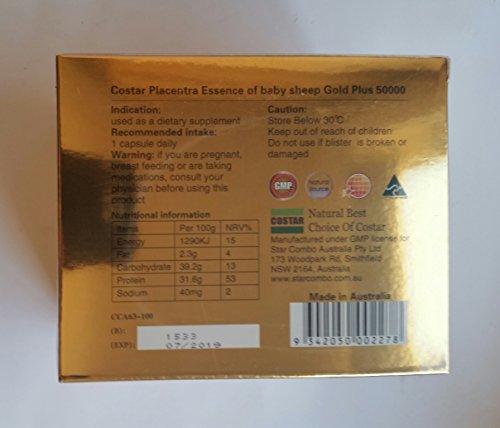 Costar Placentra Essence of baby sheep Gold Plus 50000
Indication:
used as a dietary supplement
Recommended intake:
1 capsule daily
Warning: if you are pregnant,
breast feeding or are taking
medications, consult your
physician before using this
product
Caution:
Store Below 30℃
Keep out of reach of children
Do not use if blister is broken or
damaged
GMP
Natural
Source
COSTAR
Natural Best
Choice Of Costar
Manufactured under GMP license for
Star Combo Australia Pty Ltd
173 Woodpark Rd, Smithfield
NSW 2164, Australia
www.starcombo.com.au
Nutritional information
Items Per 100g NRV%
Energy 1290KJ 15
Fat 2.3g 4
Carbohydrate 39.2g 13
Protein 31.6g 53
Sodium 40mg 2
Made in Australia
CCA63-100
(B): 1533
(EXP): 07/2019
9 342050 002278